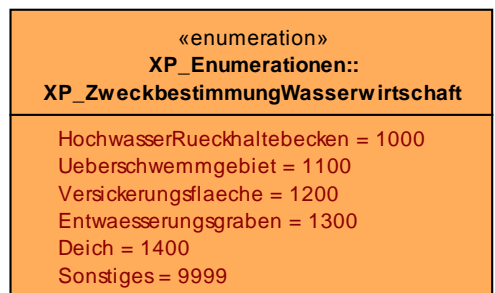 «enumeration»
XP_Enumerationen::
XP_ZweckbestimmungWasserwirtschaft
HochwasserRueckhaltebecken = 1000
Ueberschwemmgebiet = 1100
Versickerungsflaeche = 1200
Entwaesserungsgraben = 1300
Deich = 1400
Sonstiges = 9999